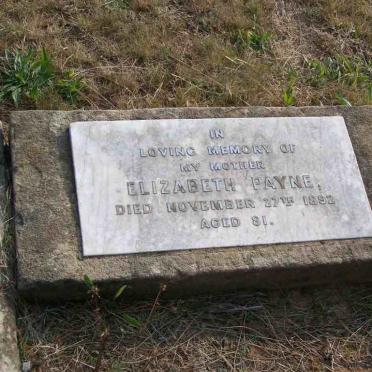 IN
LOVING MEMORY OF
MY MOTHER
ELIZABETH PAYNE,
DIED NOVEMBER 27TH 1892
AGED 81.